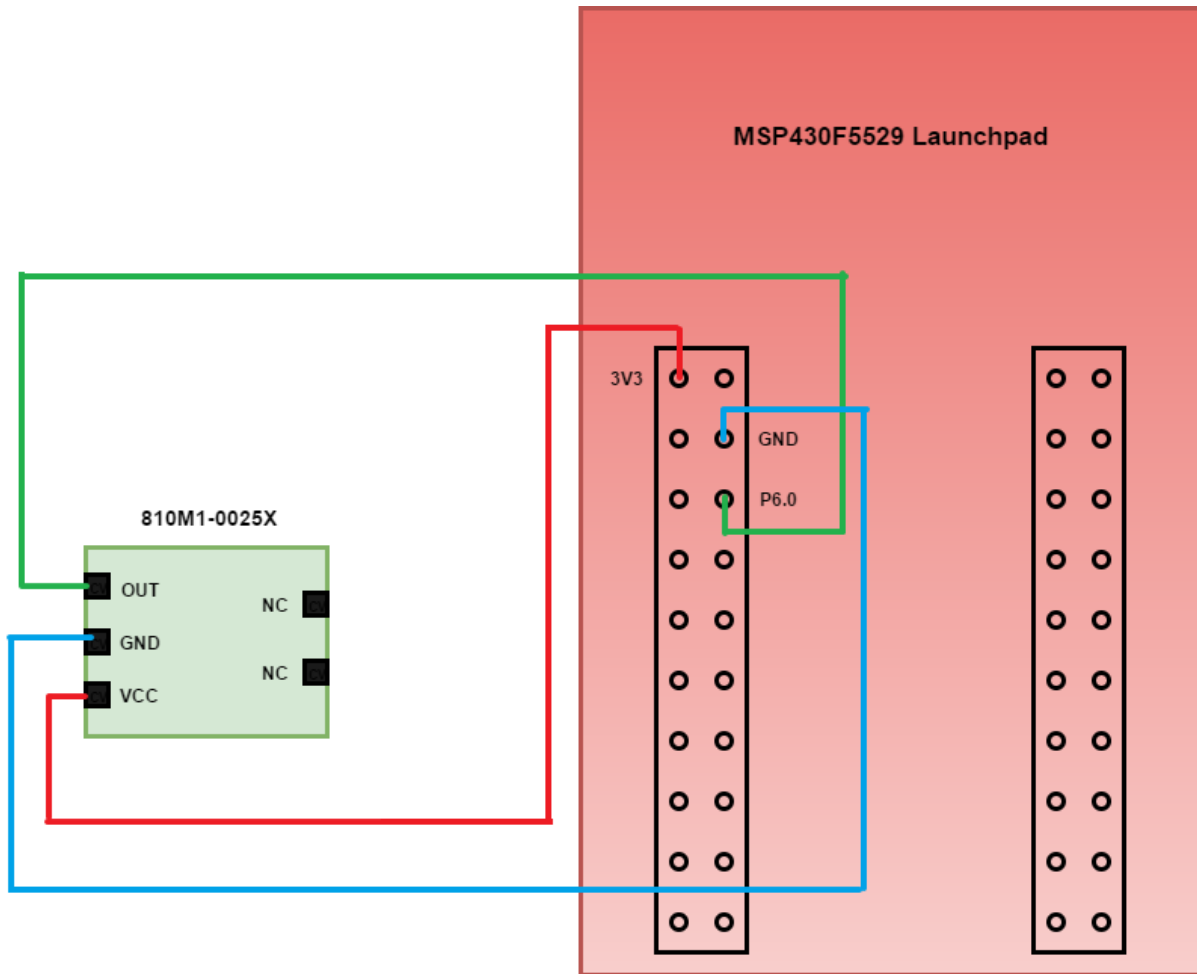 MSP430F5529 Launchpad
3V3
GND
P6.0
810M1-0025X
OUT
NC
GND
NC
VCC